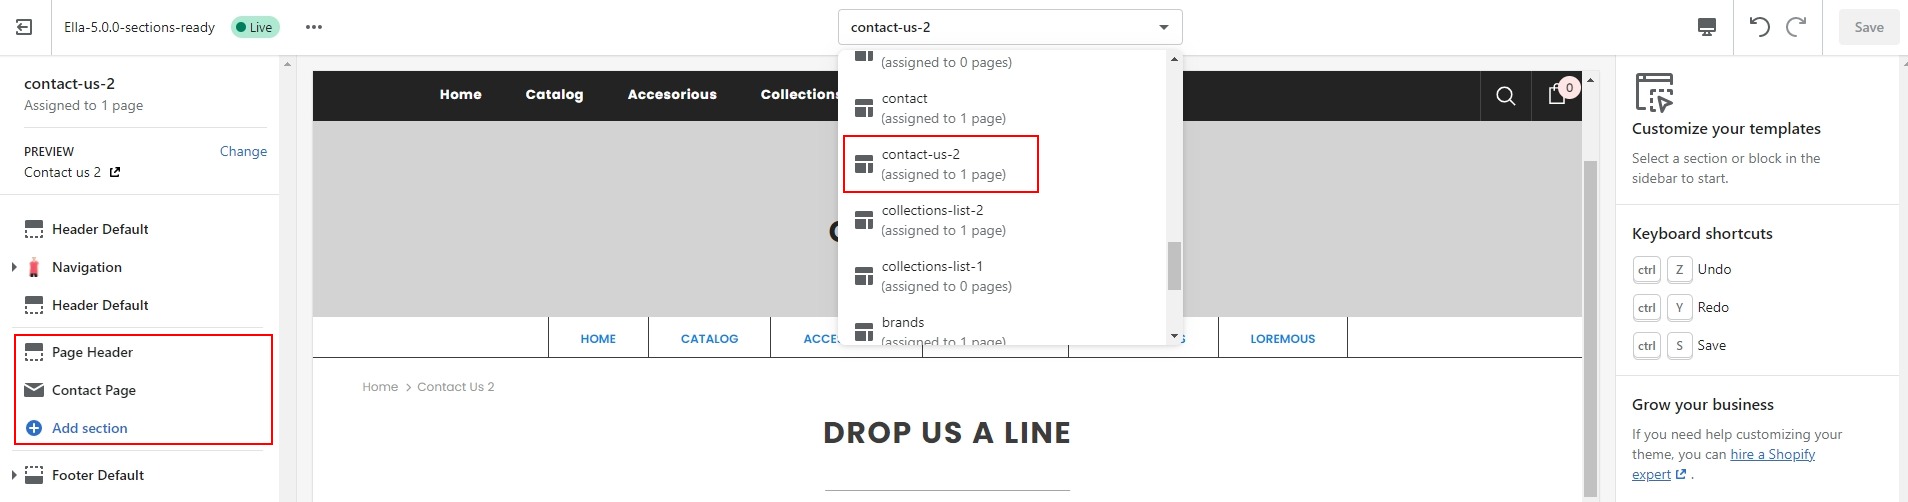 Ella-5.0.0-sections-ready
Live
contact-us-2
Save
contact-us-2
Assigned to 1 page
PREVIEW
Change
Contact us 2
Header Default
Navigation
Header Default
Page Header
Contact Page
Add section
Footer Default
Home Catalog Accesorious Collections
0
(assigned to 0 pages)
contact
(assigned to 1 page)
contact-us-2
(assigned to 1 page)
collections-list-2
(assigned to 1 page)
collections-list-1
(assigned to 0 pages)
brands
(assigned to 1 page)
HOME CATALOG LOREMOUS
Home > Contact Us 2
DROP US A LINE
Customize your templates
Select a section or block in the
sidebar to start.
Keyboard shortcuts
ctrl Z Undo
ctrl Y Redo
ctrl S Save
Grow your business
If you need help customizing your
theme, you can hire a Shopify
expert .